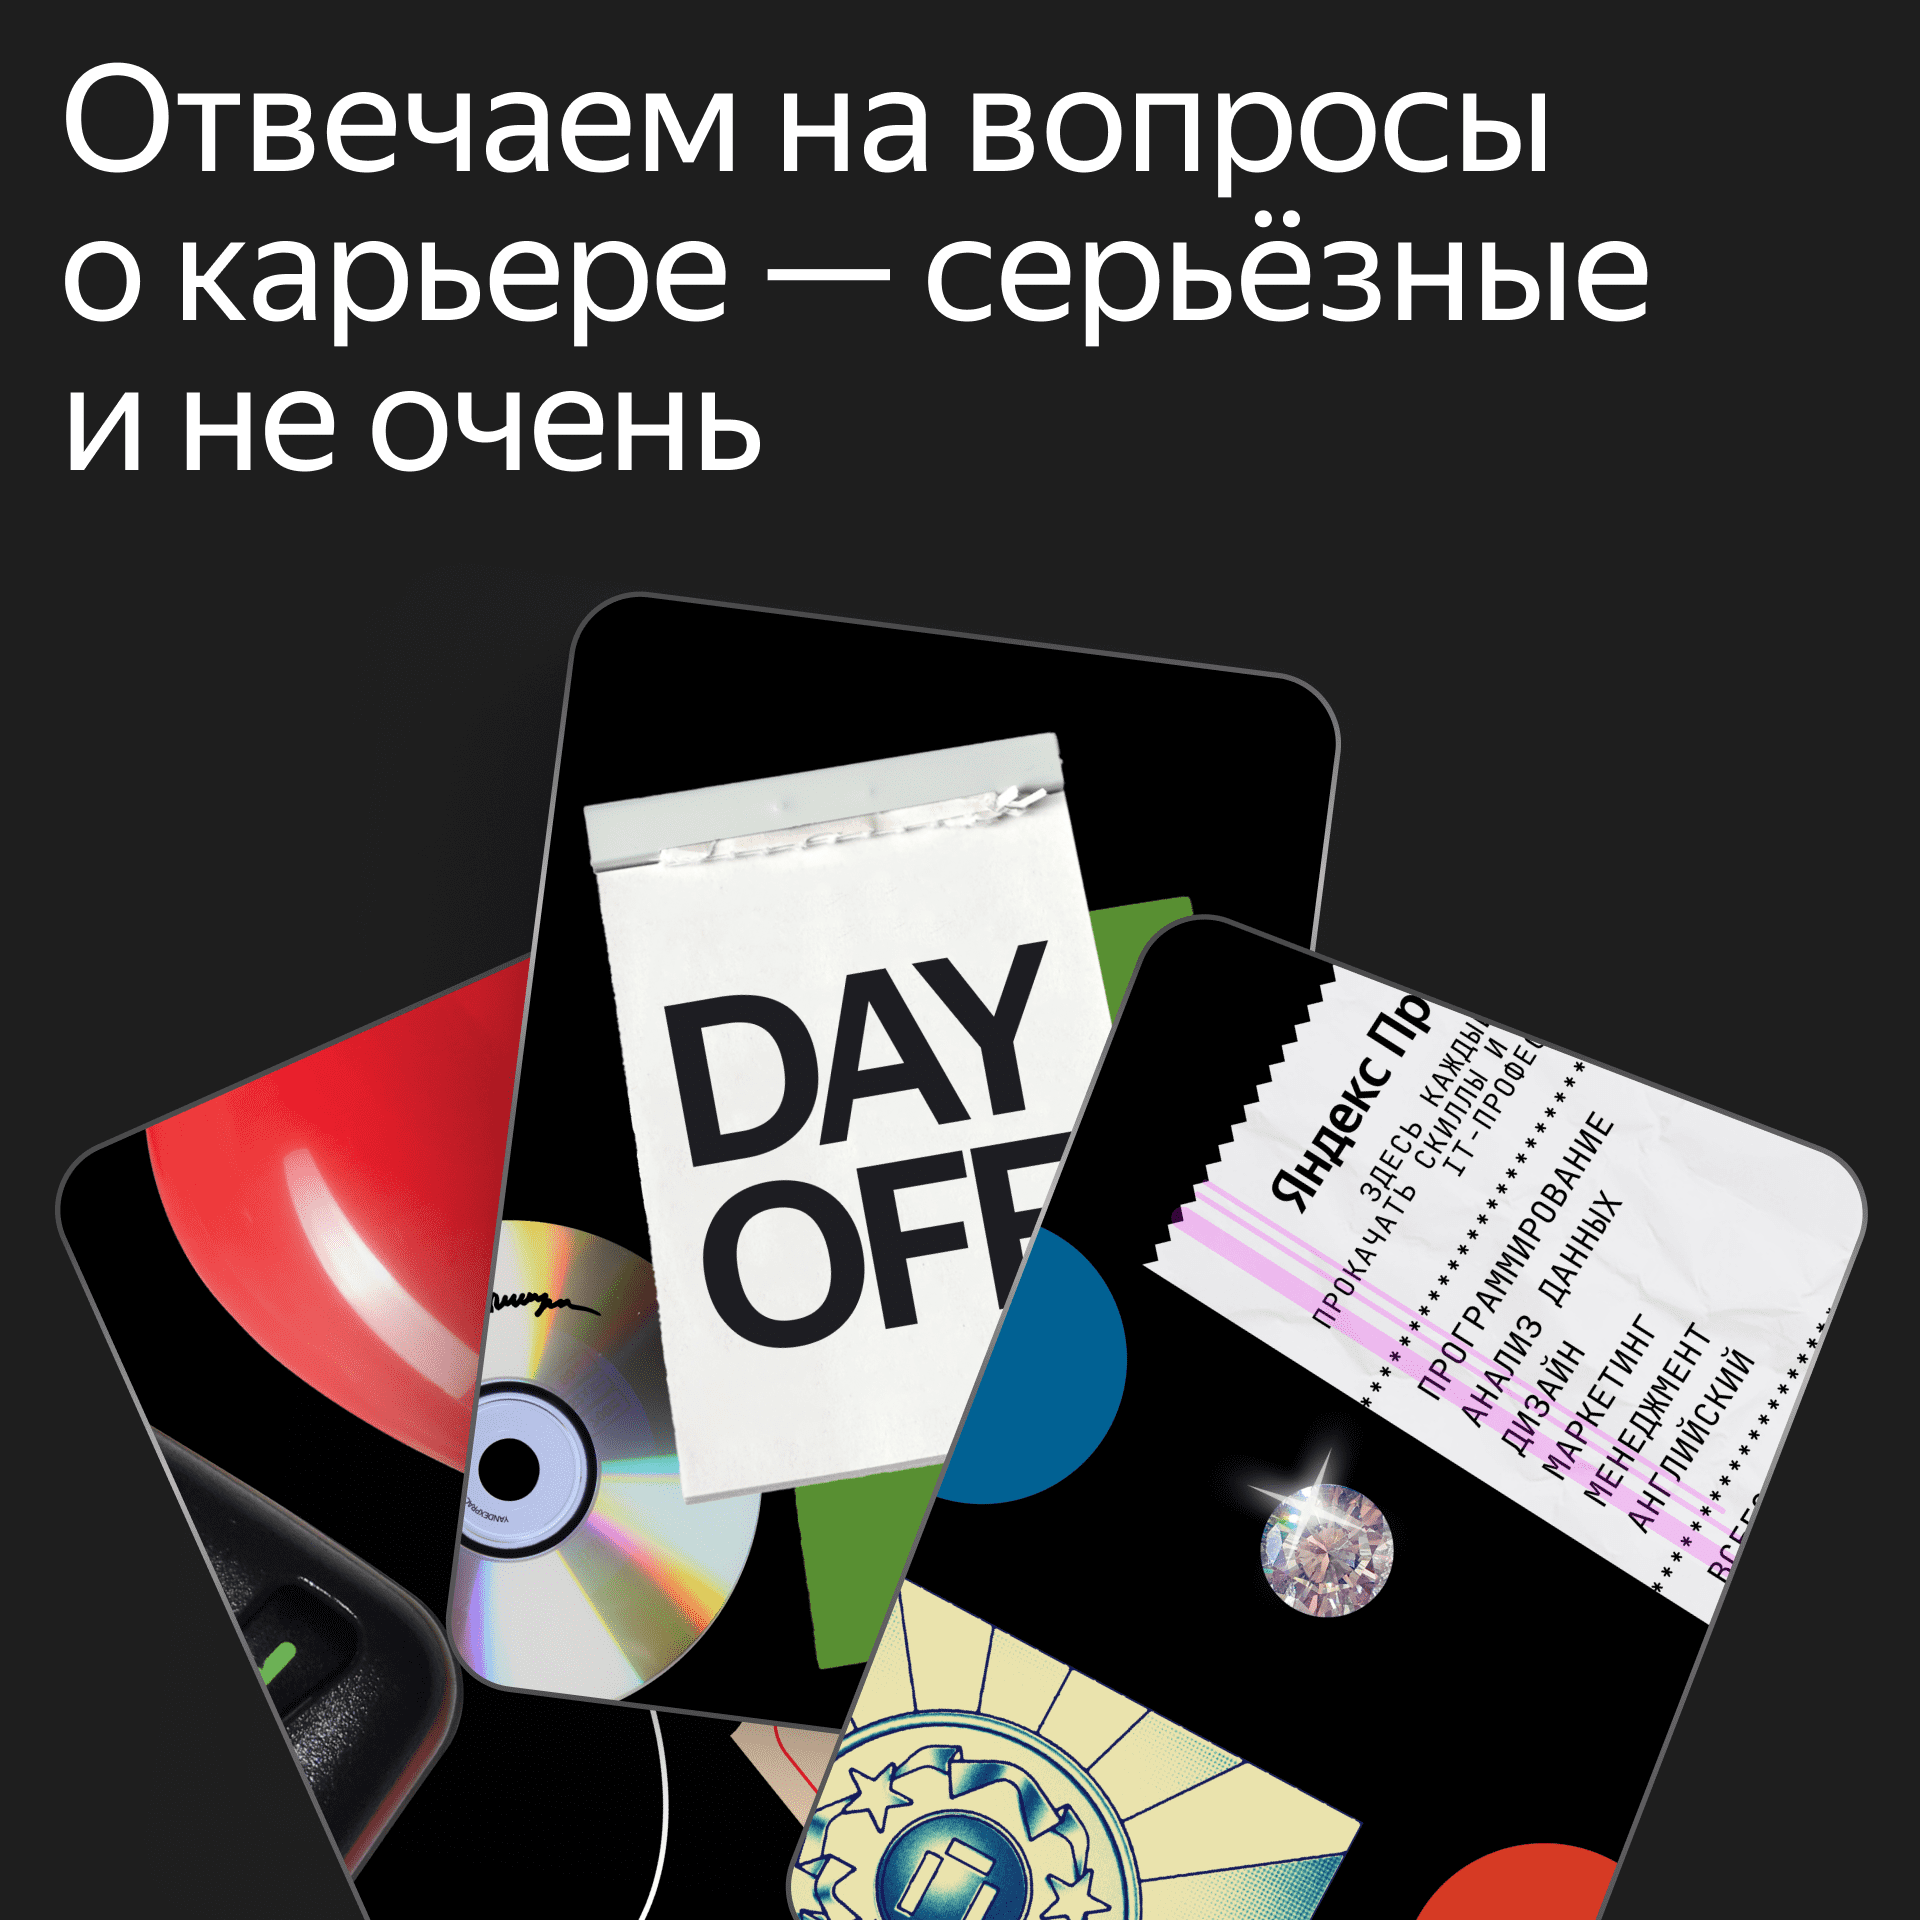 Отвечаем на вопросы
о карьере — серьёзные
и не очень
DAY
OFF
Яндекс Пр
ЗДЕСЬ КАЖДЫ
ПРОКАЧАТЬ СКИЛЛЫ И
IT-ПРОФЕС
*******************************
ПРОГРАММИРОВАНИЕ
АНАЛИЗ ДАННЫХ
ДИЗАЙН
МАРКЕТИНГ
МЕНЕДЖМЕНТ
АНГЛИЙСКИЙ